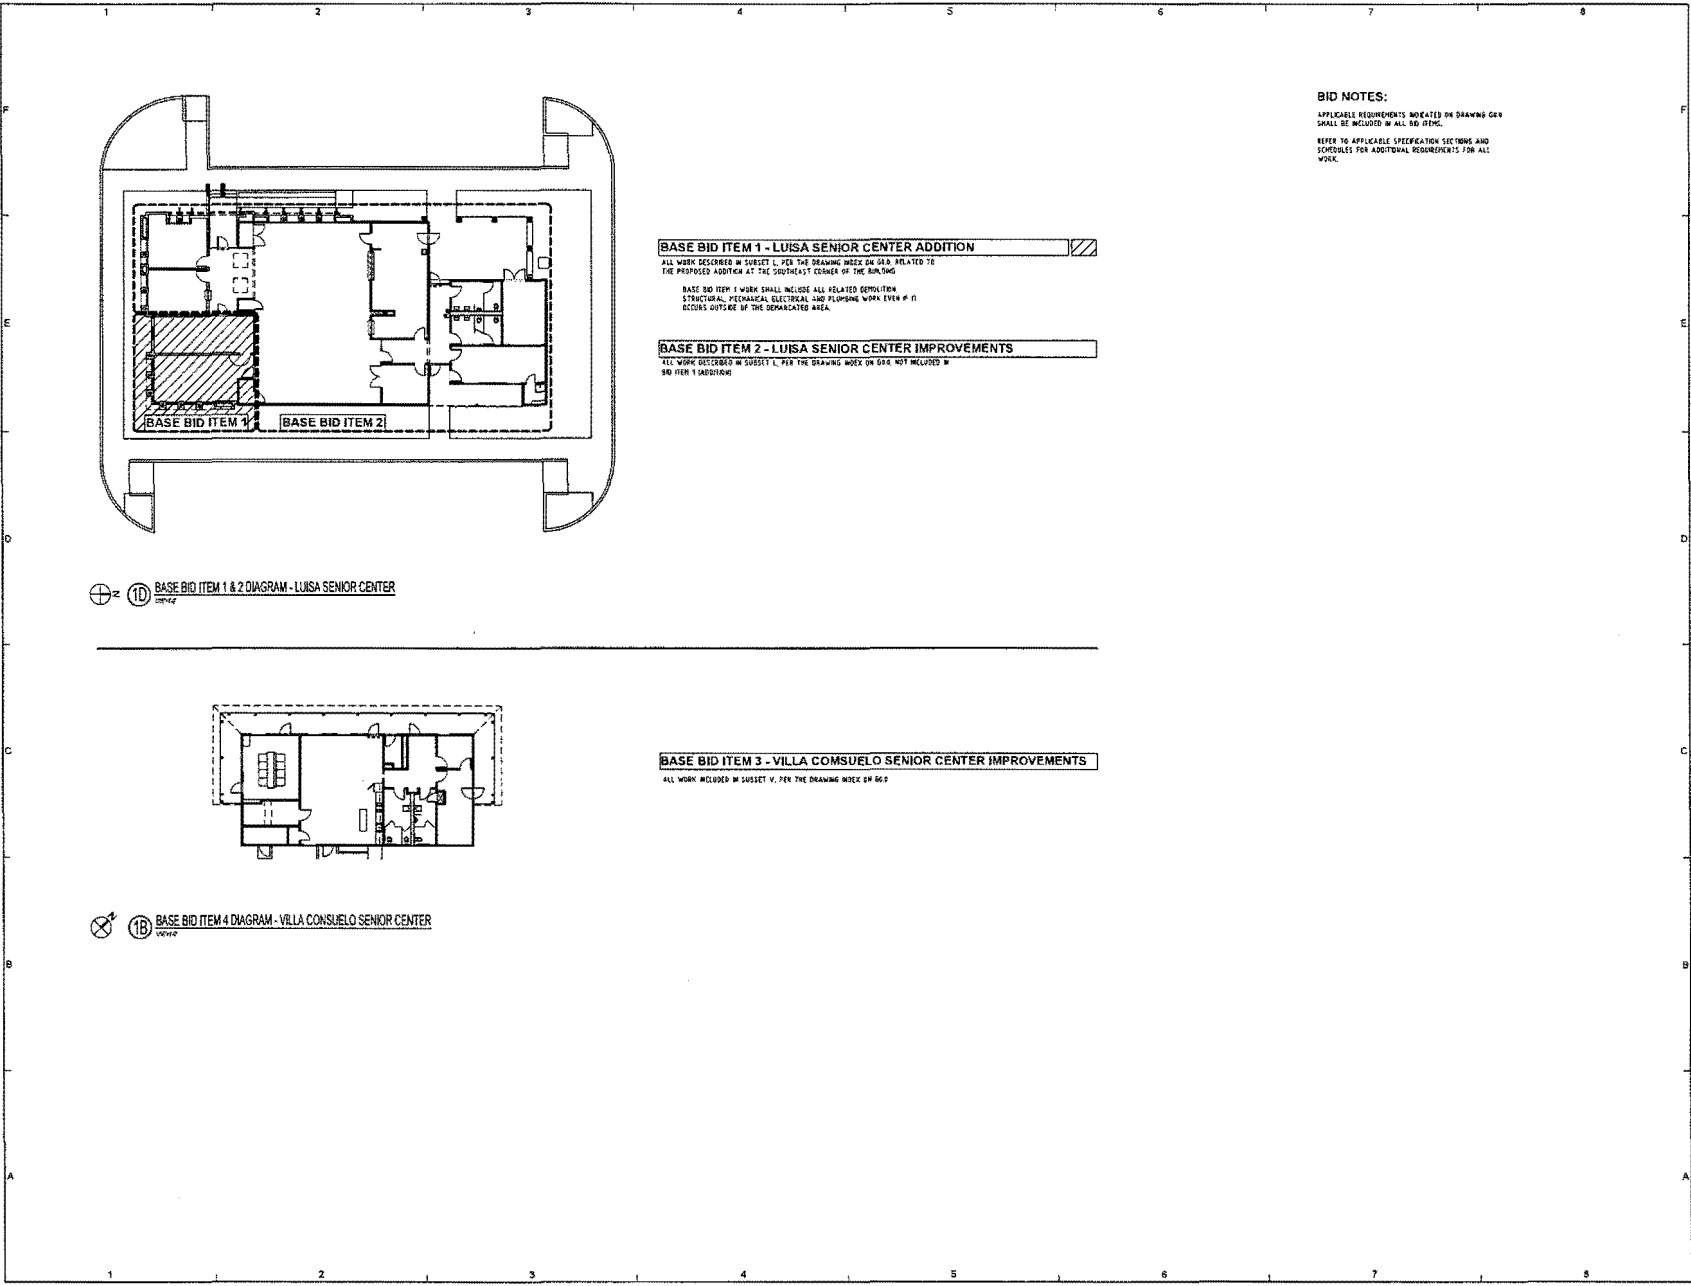 1 2 3 4 5 6 7 8
F F
E E
D D
C C
B B
A A
BID NOTES:
APPLICABLE REQUIREMENTS INDICATED ON DRAWING G0.0
SHALL BE INCLUDED IN ALL BID ITEMS.
REFER TO APPLICABLE SPECIFICATION SECTIONS AND
SCHEDULES FOR ADDITIONAL REQUIREMENTS FOR ALL
WORK.
BASE BID ITEM 1 - LUISA SENIOR CENTER ADDITION
ALL WORK DESCRIBED IN SUBSET L, PER THE DRAWING INDEX ON G0.0, RELATED TO
THE PROPOSED ADDITION AT THE SOUTHEAST CORNER OF THE BUILDING
BASE BID ITEM 1 WORK SHALL INCLUDE ALL RELATED DEMOLITION,
STRUCTURAL, MECHANICAL ELECTRICAL AND PLUMBING WORK EVEN IF IT
OCCURS OUTSIDE OF THE DEMARCATED AREA.
BASE BID ITEM 2 - LUISA SENIOR CENTER IMPROVEMENTS
ALL WORK DESCRIBED IN SUBSET L, PER THE DRAWING INDEX ON G0.0, NOT INCLUDED IN
BID ITEM 1 (ADDITION)
BASE BID ITEM 1
BASE BID ITEM 2
N 1D BASE BID ITEM 1 & 2 DIAGRAM - LUISA SENIOR CENTER
BASE BID ITEM 3 - VILLA COMSUELO SENIOR CENTER IMPROVEMENTS
ALL WORK INCLUDED IN SUBSET V, PER THE DRAWING INDEX ON G0.0
N 1B BASE BID ITEM 4 DIAGRAM - VILLA CONSUELO SENIOR CENTER
1 2 3 4 5 6 7 8